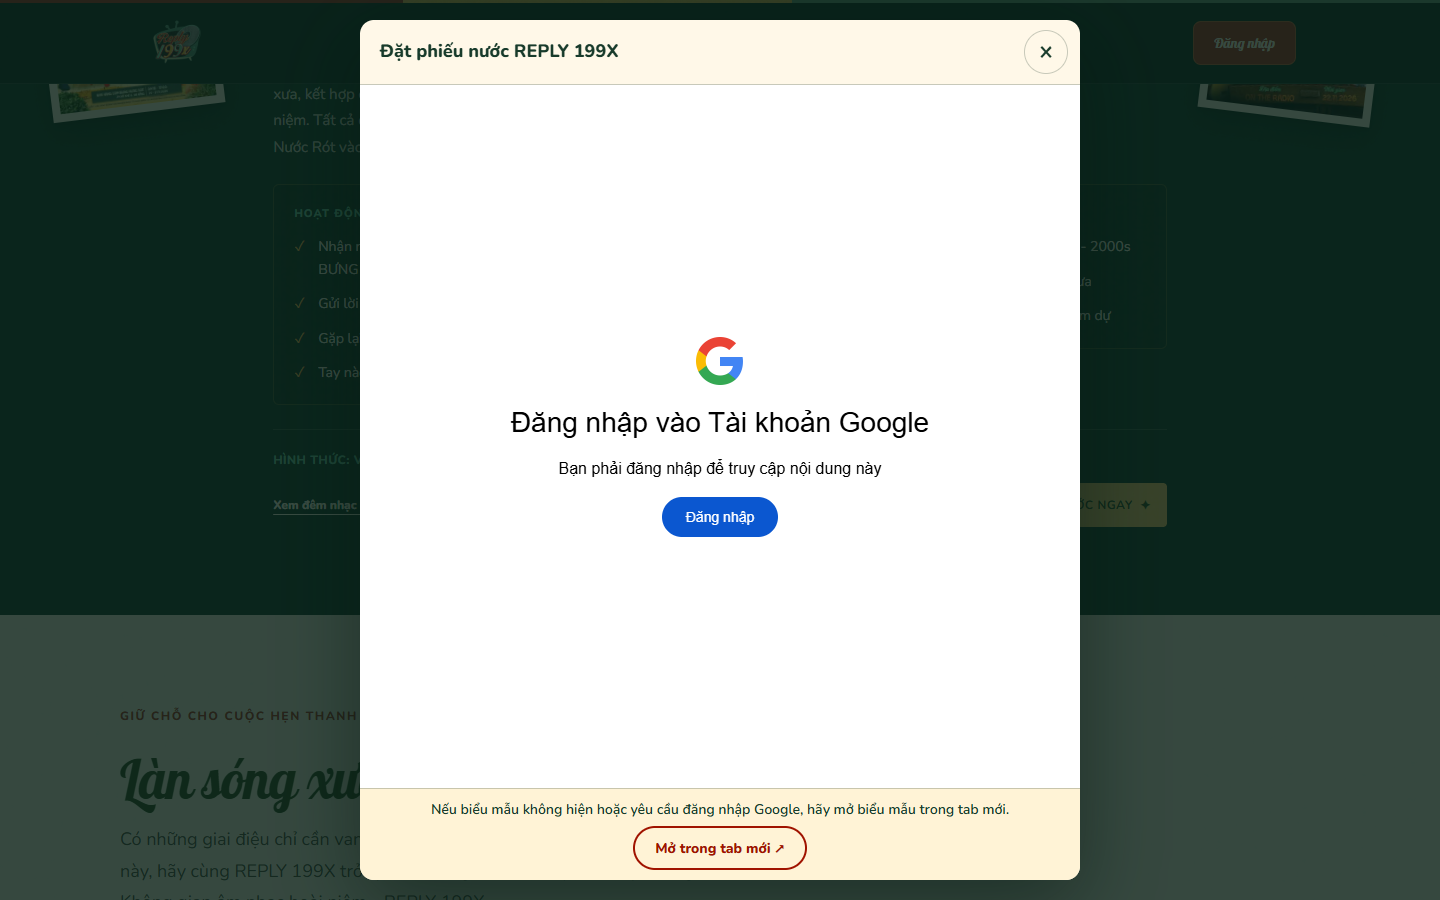 Đặt phiếu nước REPLY 199X
×
Đăng nhập
xưa, kết hợp
niệm. Tất cả
Nước Rót vào
HOẠT ĐỘN
✓ Nhận
BƯNG
✓ Gửi lời
✓ Gặp lạ
✓ Tay nà
- 2000s
ưa
m dự
HÌNH THỨC: V
Xem đêm nhạc
ỚC NGAY ✦
Đăng nhập vào Tài khoản Google
Bạn phải đăng nhập để truy cập nội dung này
Đăng nhập
GIỮ CHỖ CHO CUỘC HẸN THANH
Làn sóng xư
Có những giai điệu chỉ cần van
này, hãy cùng REPLY 199X trở
Nếu biểu mẫu không hiện hoặc yêu cầu đăng nhập Google, hãy mở biểu mẫu trong tab mới.
Mở trong tab mới ↗